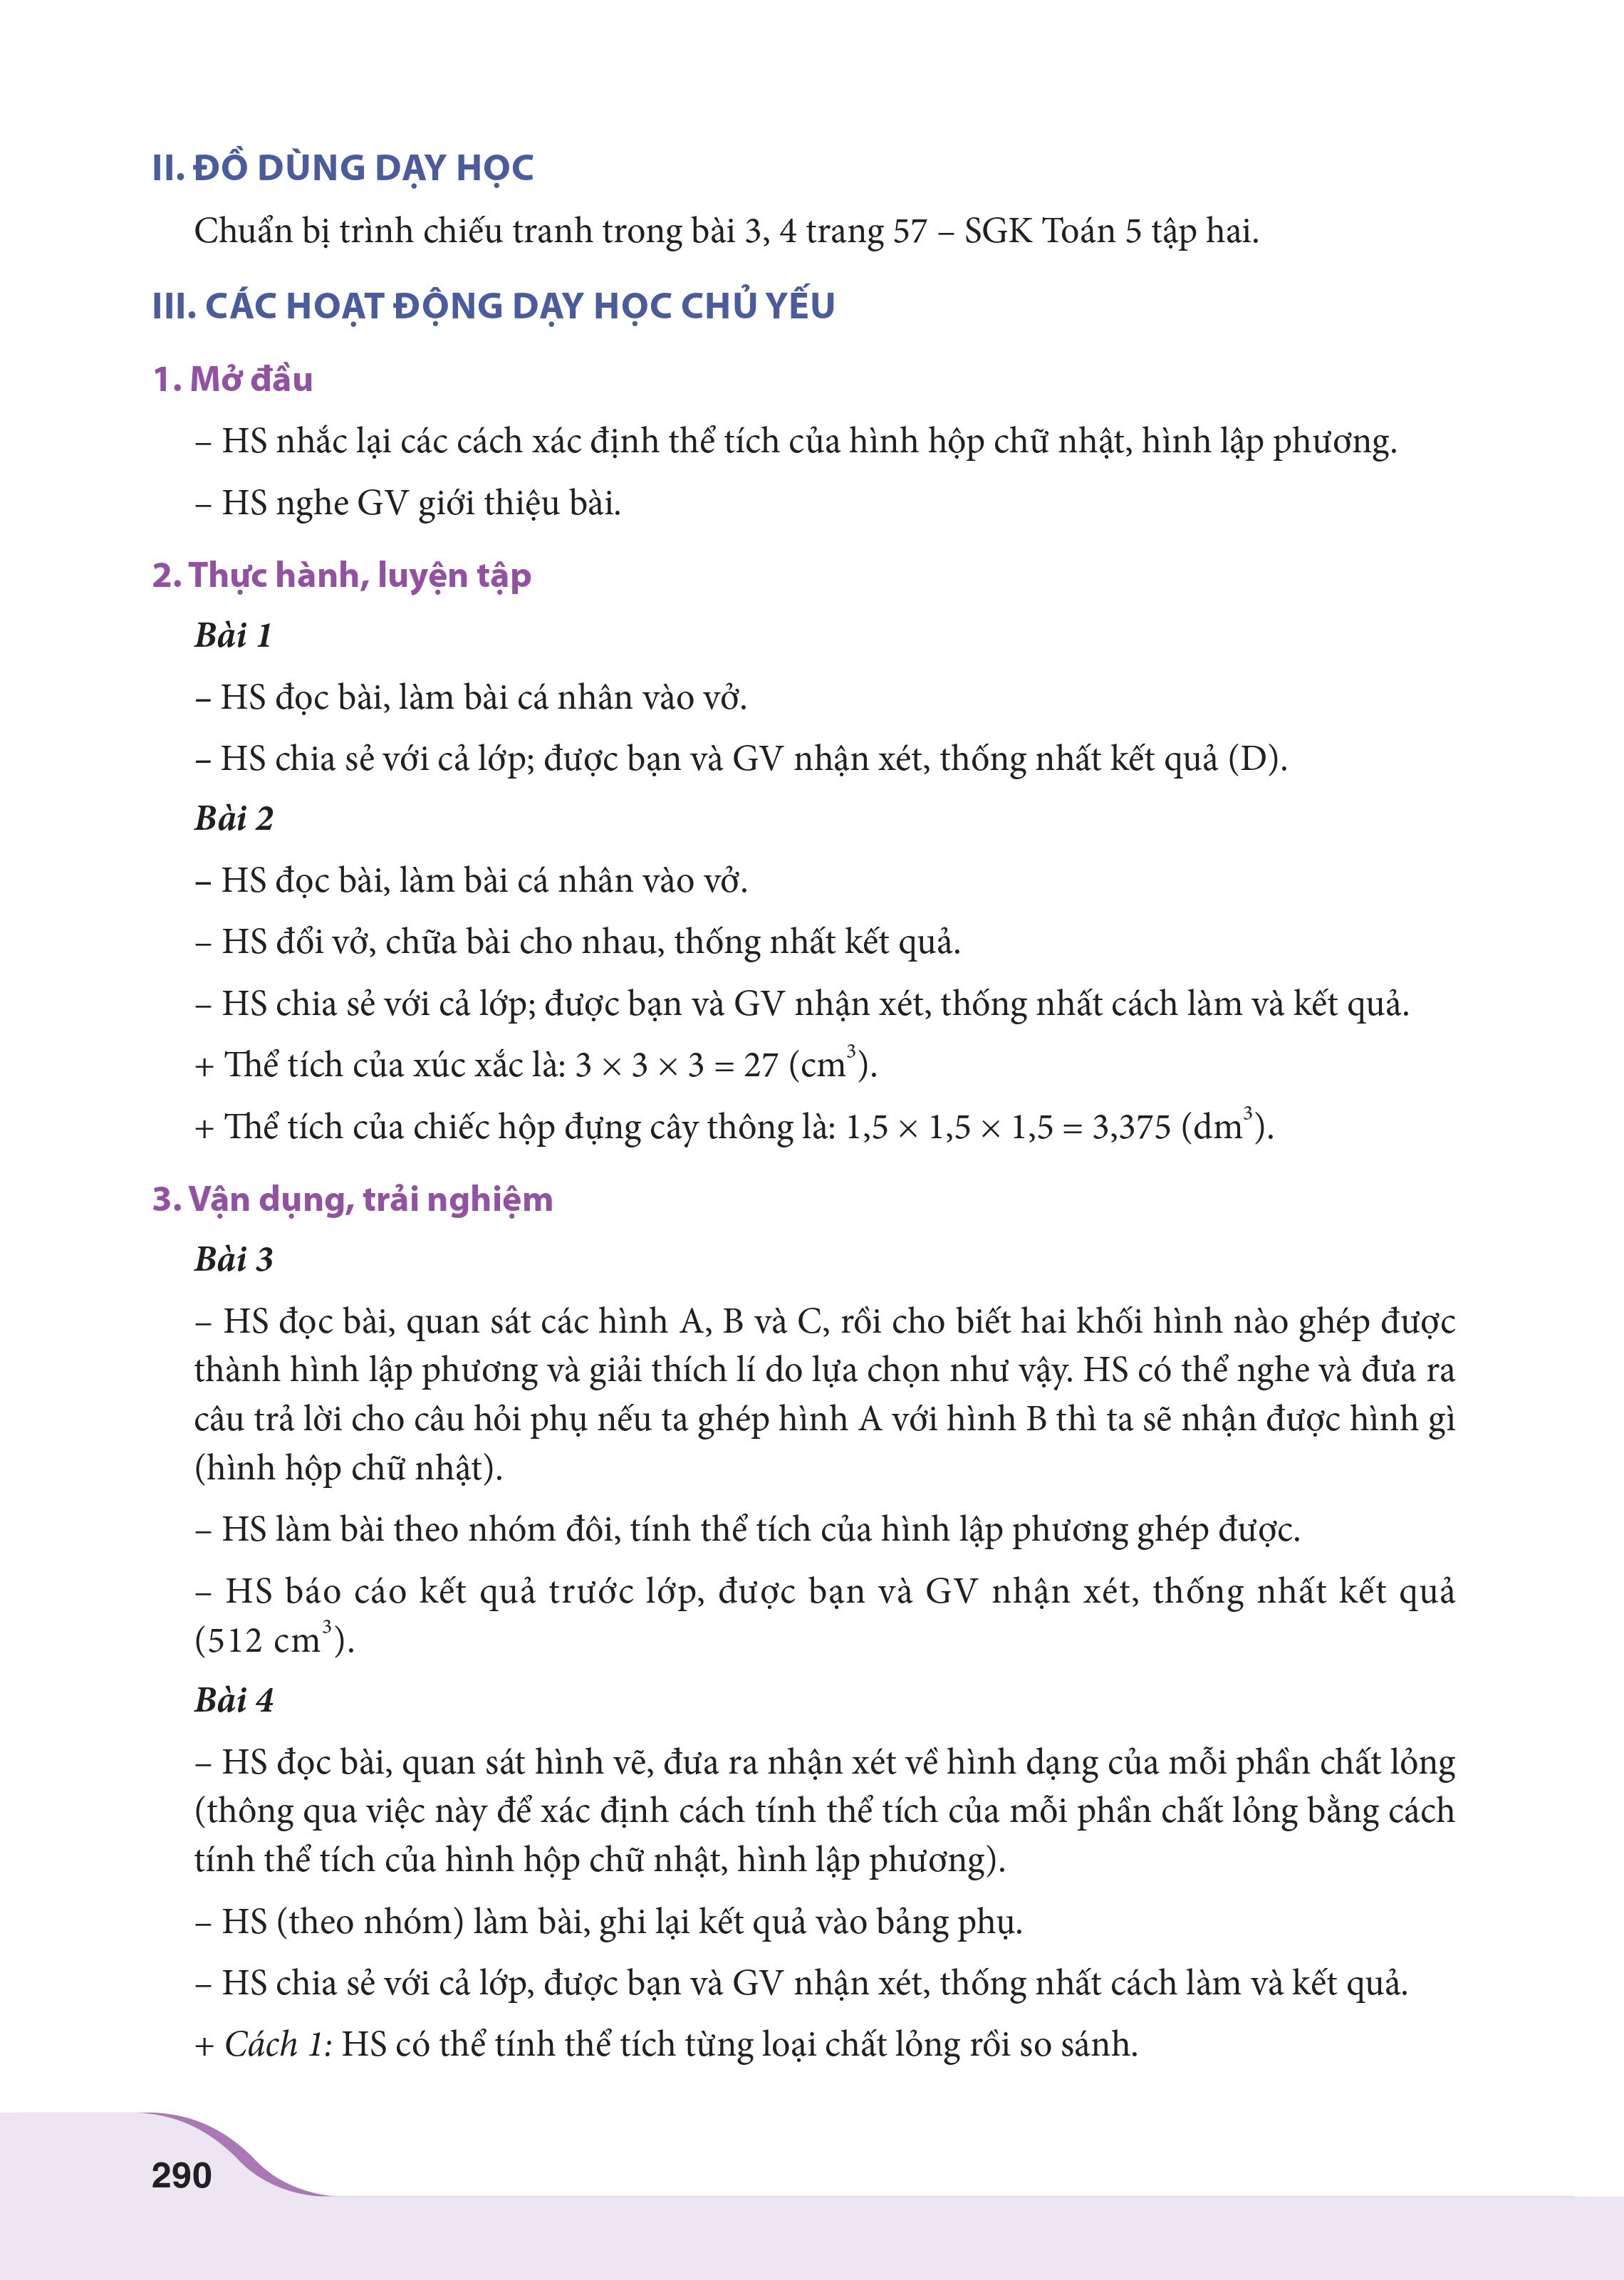 II. ĐỒ DÙNG DẠY HỌC
Chuẩn bị trình chiếu tranh trong bài 3, 4 trang 57 – SGK Toán 5 tập hai.
III. CÁC HOẠT ĐỘNG DẠY HỌC CHỦ YẾU
1. Mở đầu
– HS nhắc lại các cách xác định thể tích của hình hộp chữ nhật, hình lập phương.
– HS nghe GV giới thiệu bài.
2. Thực hành, luyện tập
Bài 1
– HS đọc bài, làm bài cá nhân vào vở.
– HS chia sẻ với cả lớp; được bạn và GV nhận xét, thống nhất kết quả (D).
Bài 2
– HS đọc bài, làm bài cá nhân vào vở.
– HS đổi vở, chữa bài cho nhau, thống nhất kết quả.
– HS chia sẻ với cả lớp; được bạn và GV nhận xét, thống nhất cách làm và kết quả.
+ Thể tích của xúc xắc là: 3 × 3 × 3 = 27 (cm³).
+ Thể tích của chiếc hộp đựng cây thông là: 1,5 × 1,5 × 1,5 = 3,375 (dm³).
3. Vận dụng, trải nghiệm
Bài 3
– HS đọc bài, quan sát các hình A, B và C, rồi cho biết hai khối hình nào ghép được
thành hình lập phương và giải thích lí do lựa chọn như vậy. HS có thể nghe và đưa ra
câu trả lời cho câu hỏi phụ nếu ta ghép hình A với hình B thì ta sẽ nhận được hình gì
(hình hộp chữ nhật).
– HS làm bài theo nhóm đôi, tính thể tích của hình lập phương ghép được.
– HS báo cáo kết quả trước lớp, được bạn và GV nhận xét, thống nhất kết quả
(512 cm³).
Bài 4
– HS đọc bài, quan sát hình vẽ, đưa ra nhận xét về hình dạng của mỗi phần chất lỏng
(thông qua việc này để xác định cách tính thể tích của mỗi phần chất lỏng bằng cách
tính thể tích của hình hộp chữ nhật, hình lập phương).
– HS (theo nhóm) làm bài, ghi lại kết quả vào bảng phụ.
– HS chia sẻ với cả lớp, được bạn và GV nhận xét, thống nhất cách làm và kết quả.
+ Cách 1: HS có thể tính thể tích từng loại chất lỏng rồi so sánh.
290